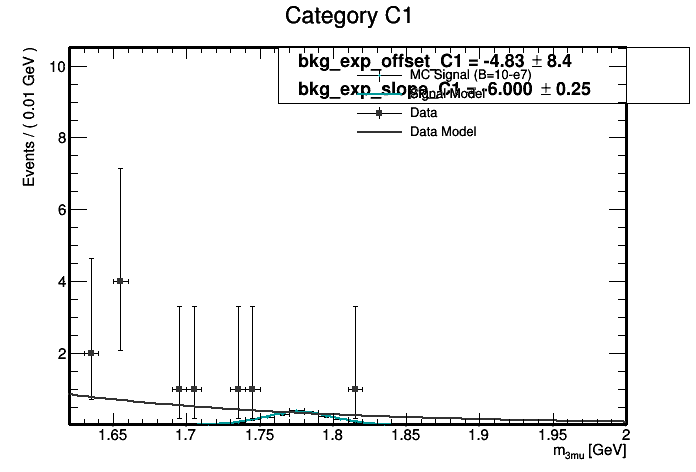 Category C1
bkg_exp_offset_C1 = -4.83 ± 8.4
MC Signal (B=10-e7)
bkg_exp_slope_C1 = -6.000 ± 0.25
Signal Model
Data
Data Model
Events / ( 0.01 GeV )
10
8
6
4
2
1.65 1.7 1.75 1.8 1.85 1.9 1.95 2
m3mu [GeV]